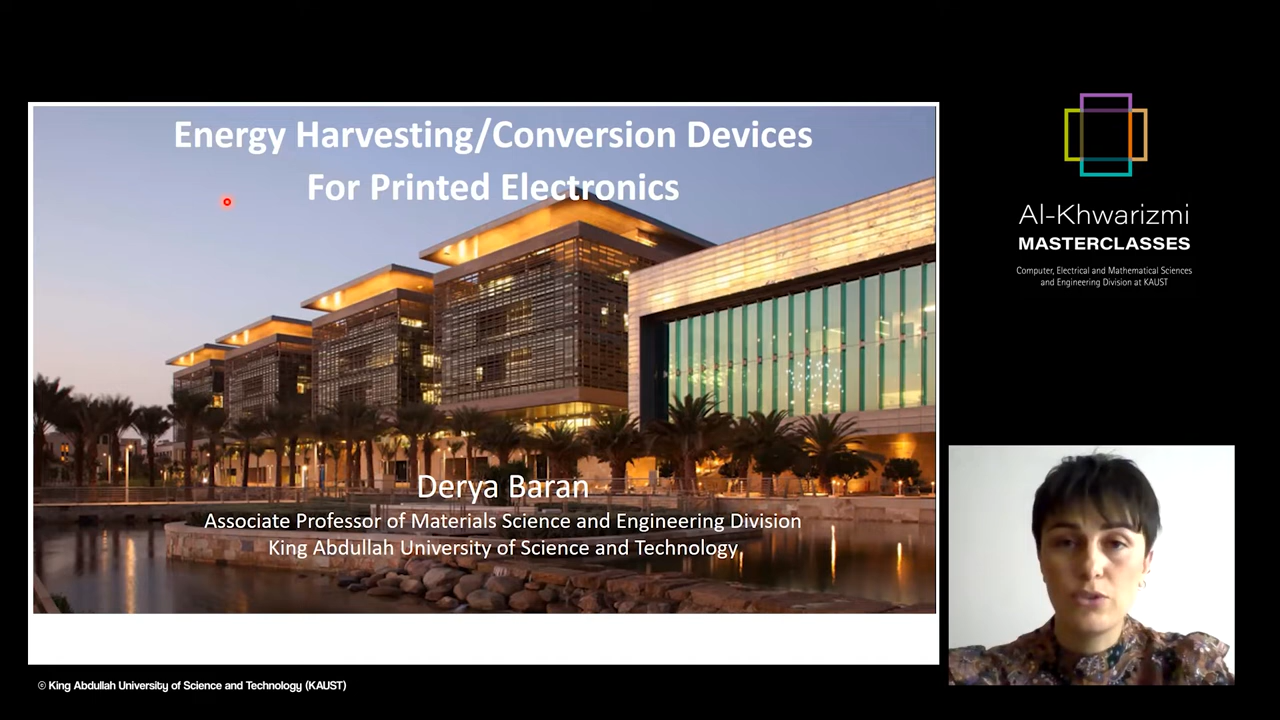 Energy Harvesting/Conversion Devices
For Printed Electronics
Derya Baran
Associate Professor of Materials Science and Engineering Division
King Abdullah University of Science and Technology
Al-Khwarizmi
MASTERCLASSES
Computer, Electrical and Mathematical Sciences
and Engineering Division at KAUST
© King Abdullah University of Science and Technology (KAUST)